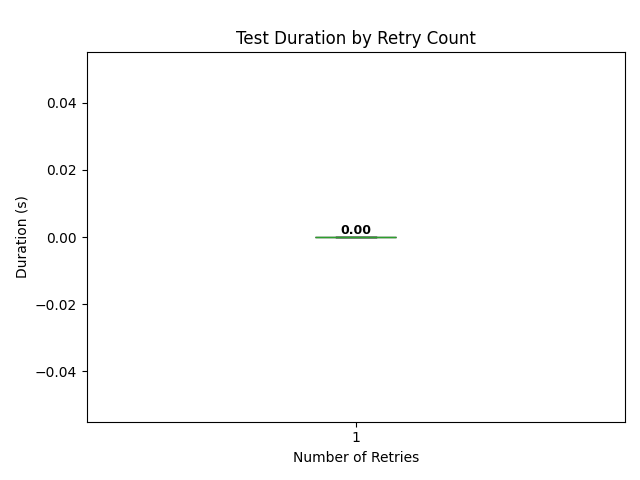 Test Duration by Retry Count
0.04
0.02
0.00
−0.02
−0.04
Duration (s)
0.00
1
Number of Retries